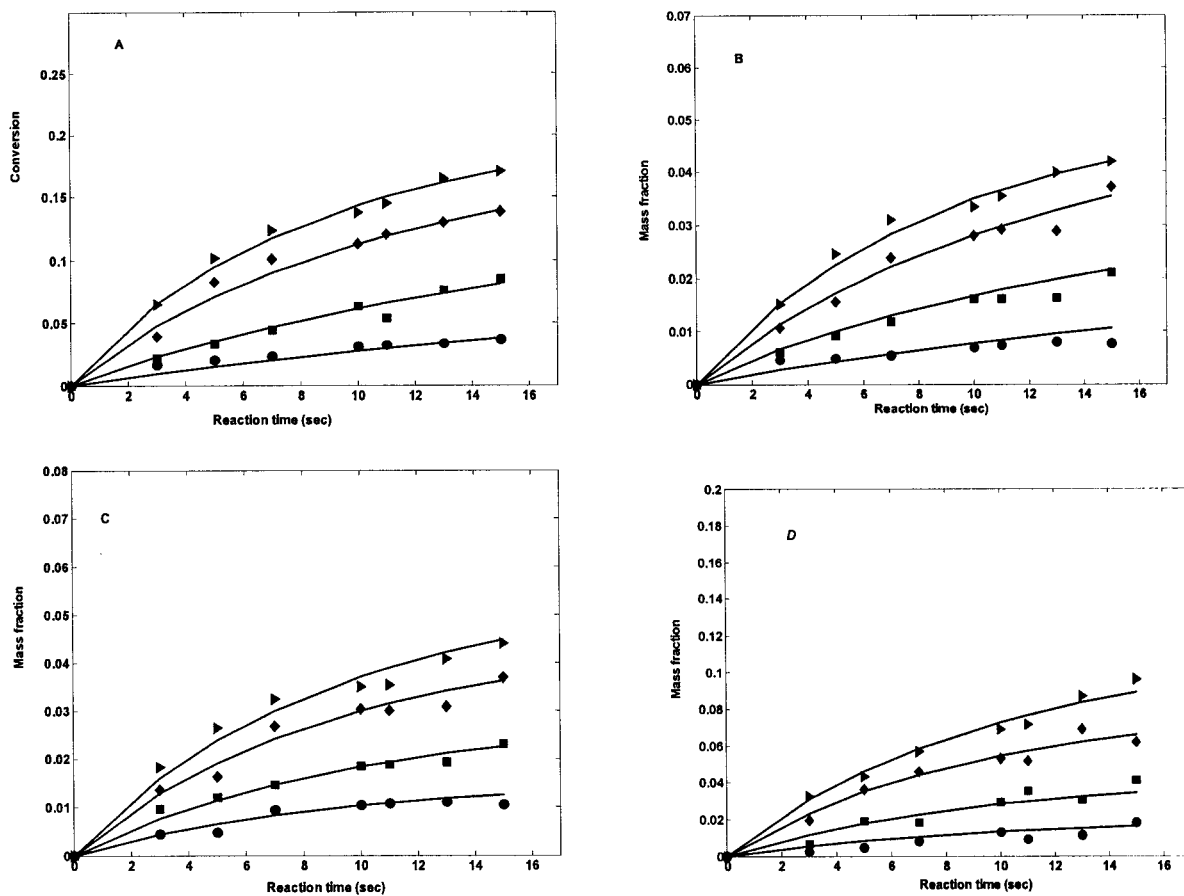 A
Conversion
0.25
0.2
0.15
0.1
0.05
0
0 2 4 6 8 10 12 14 16
Reaction time (sec)
B
Mass fraction
0.07
0.06
0.05
0.04
0.03
0.02
0.01
0
0 2 4 6 8 10 12 14 16
Reaction time (sec)
C
Mass fraction
0.08
0.07
0.06
0.05
0.04
0.03
0.02
0.01
0
0 2 4 6 8 10 12 14 16
Reaction time (sec)
D
Mass fraction
0.2
0.18
0.16
0.14
0.12
0.1
0.08
0.06
0.04
0.02
0
0 2 4 6 8 10 12 14 16
Reaction time (sec)